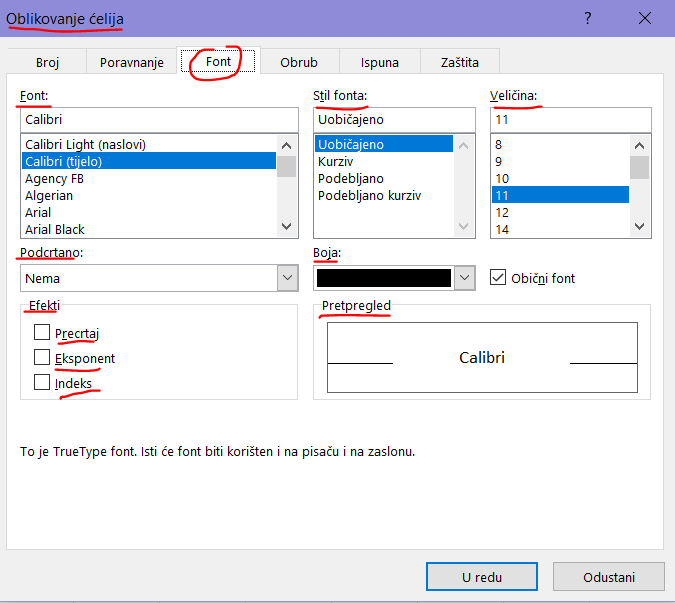 Oblikovanje ćelija
Broj Poravnanje Font Obrub Ispuna Zaštita
Font: Stil fonta: Veličina:
Calibri Uobičajeno 11
Calibri Light (naslovi) Uobičajeno 8
Calibri (tijelo) Kurziv 9
Agency FB Podebljano 10
Algerian Podebljano kurziv 11
Arial 12
Arial Black 14
Podcrtano: Boja:
Nema Obični font
Efekti Pretpregled
Precrtaj
Eksponent Calibri
Indeks
To je TrueType font. Isti će font biti korišten i na pisaču i na zaslonu.
U redu Odustani